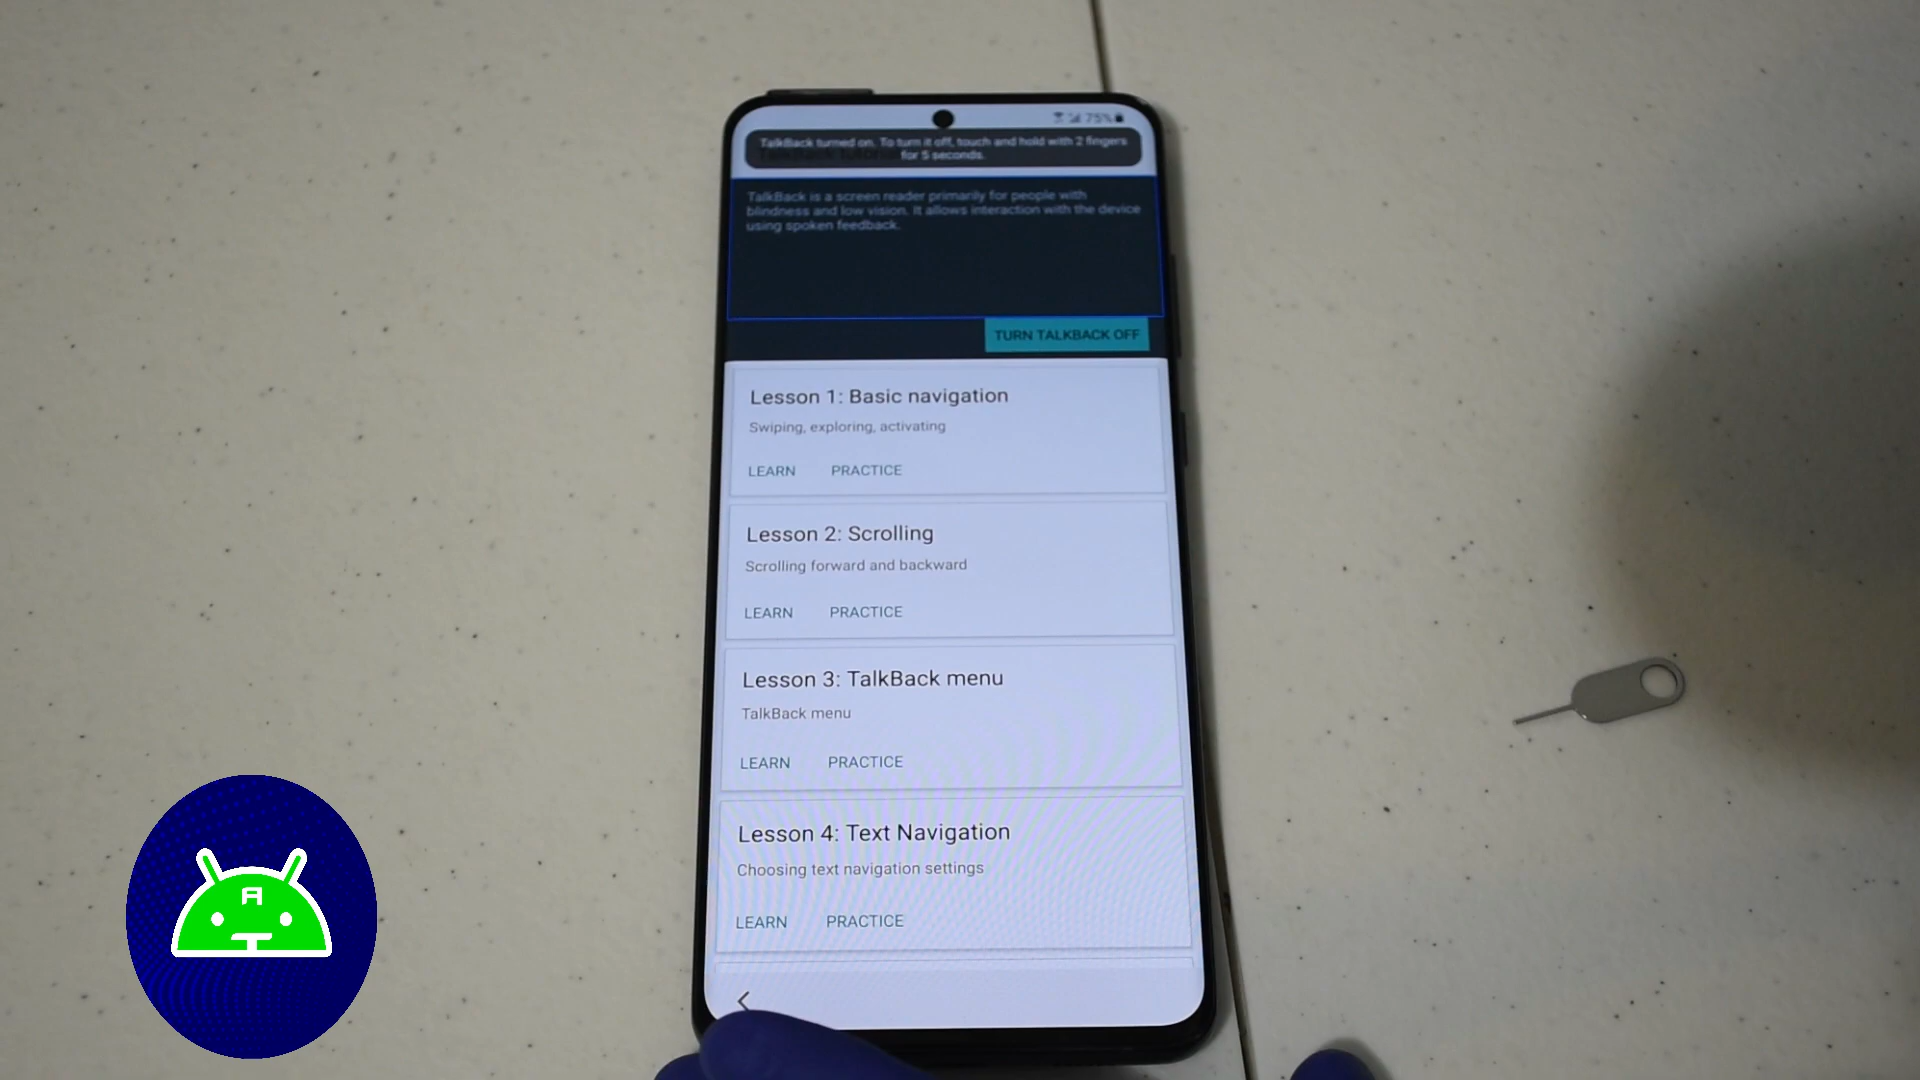 75%
TalkBack turned on. To turn it off, touch and hold with 2 fingers
for 5 seconds.
TalkBack is a screen reader primarily for people with
blindness and low vision. It allows interaction with the device
using spoken feedback.
TURN TALKBACK OFF
Lesson 1: Basic navigation
Swiping, exploring, activating
LEARN PRACTICE
Lesson 2: Scrolling
Scrolling forward and backward
LEARN PRACTICE
Lesson 3: TalkBack menu
TalkBack menu
LEARN PRACTICE
Lesson 4: Text Navigation
Choosing text navigation settings
LEARN PRACTICE
A